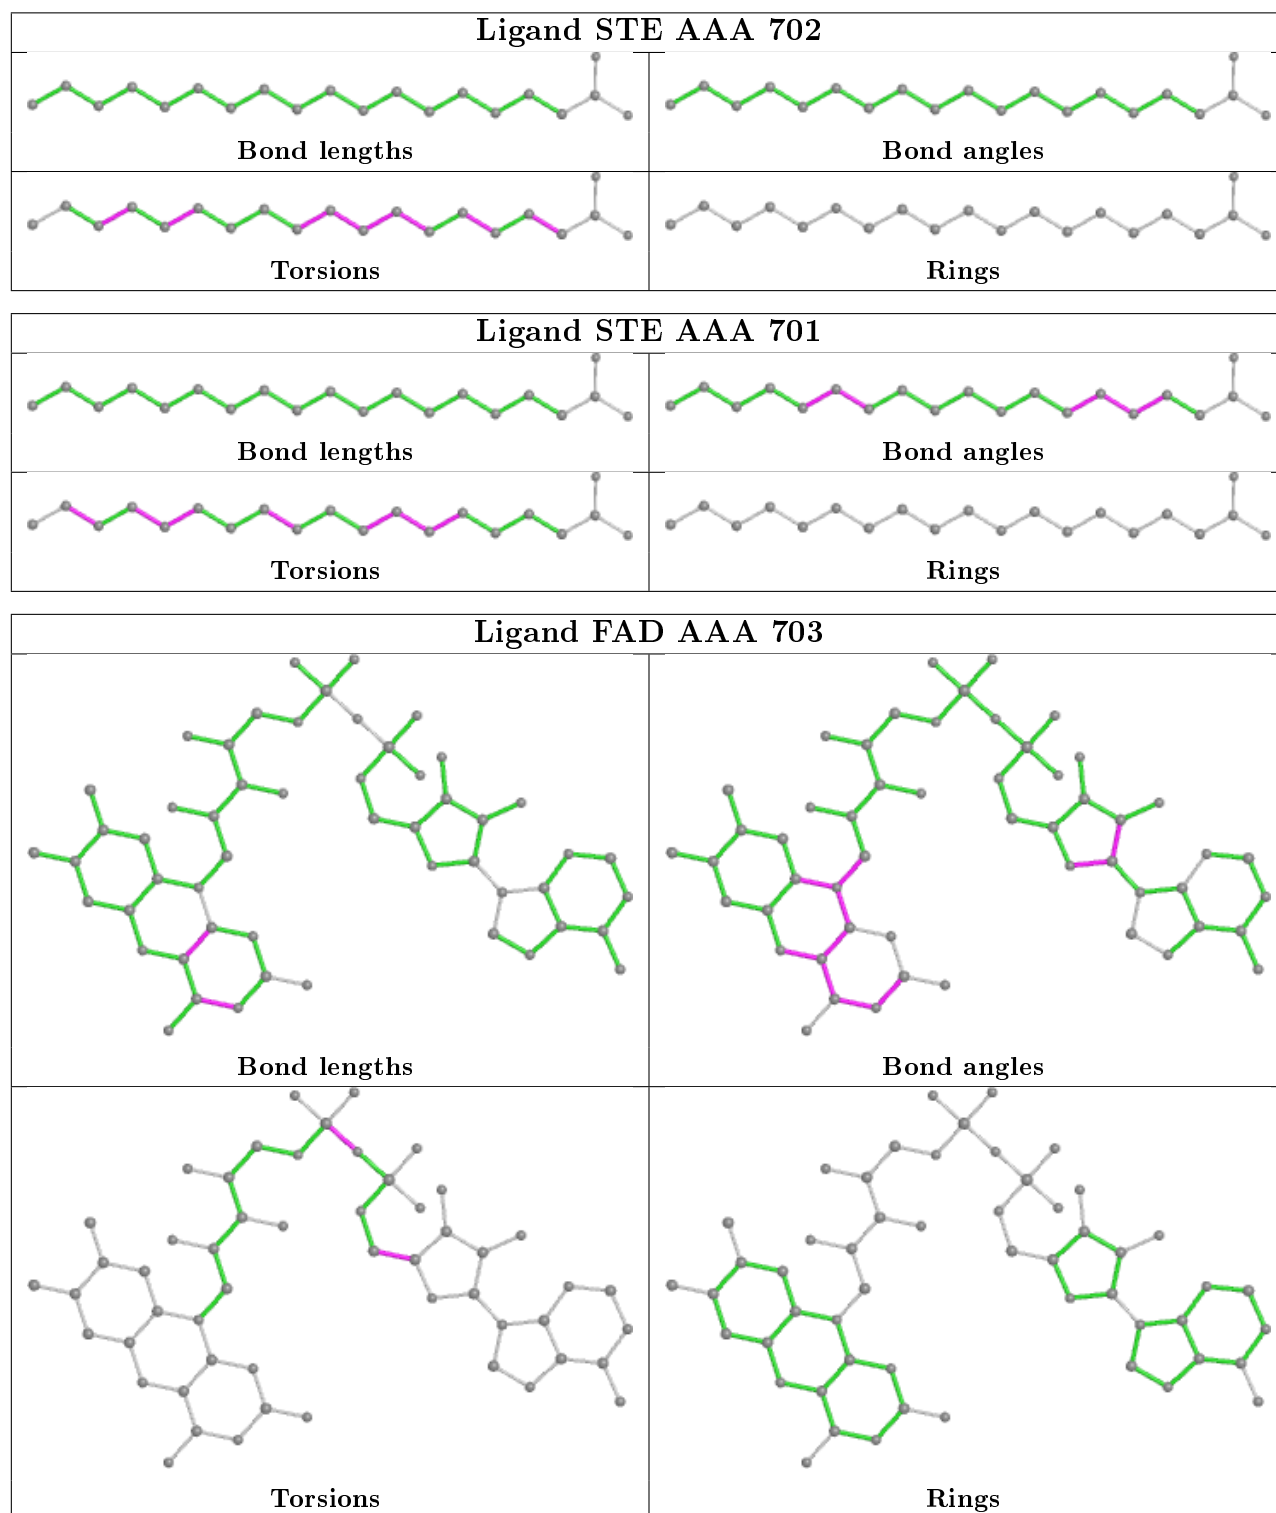 Ligand STE AAA 702
Bond lengths
Bond angles
Torsions
Rings
Ligand STE AAA 701
Bond lengths
Bond angles
Torsions
Rings
Ligand FAD AAA 703
Bond lengths
Bond angles
Torsions
Rings